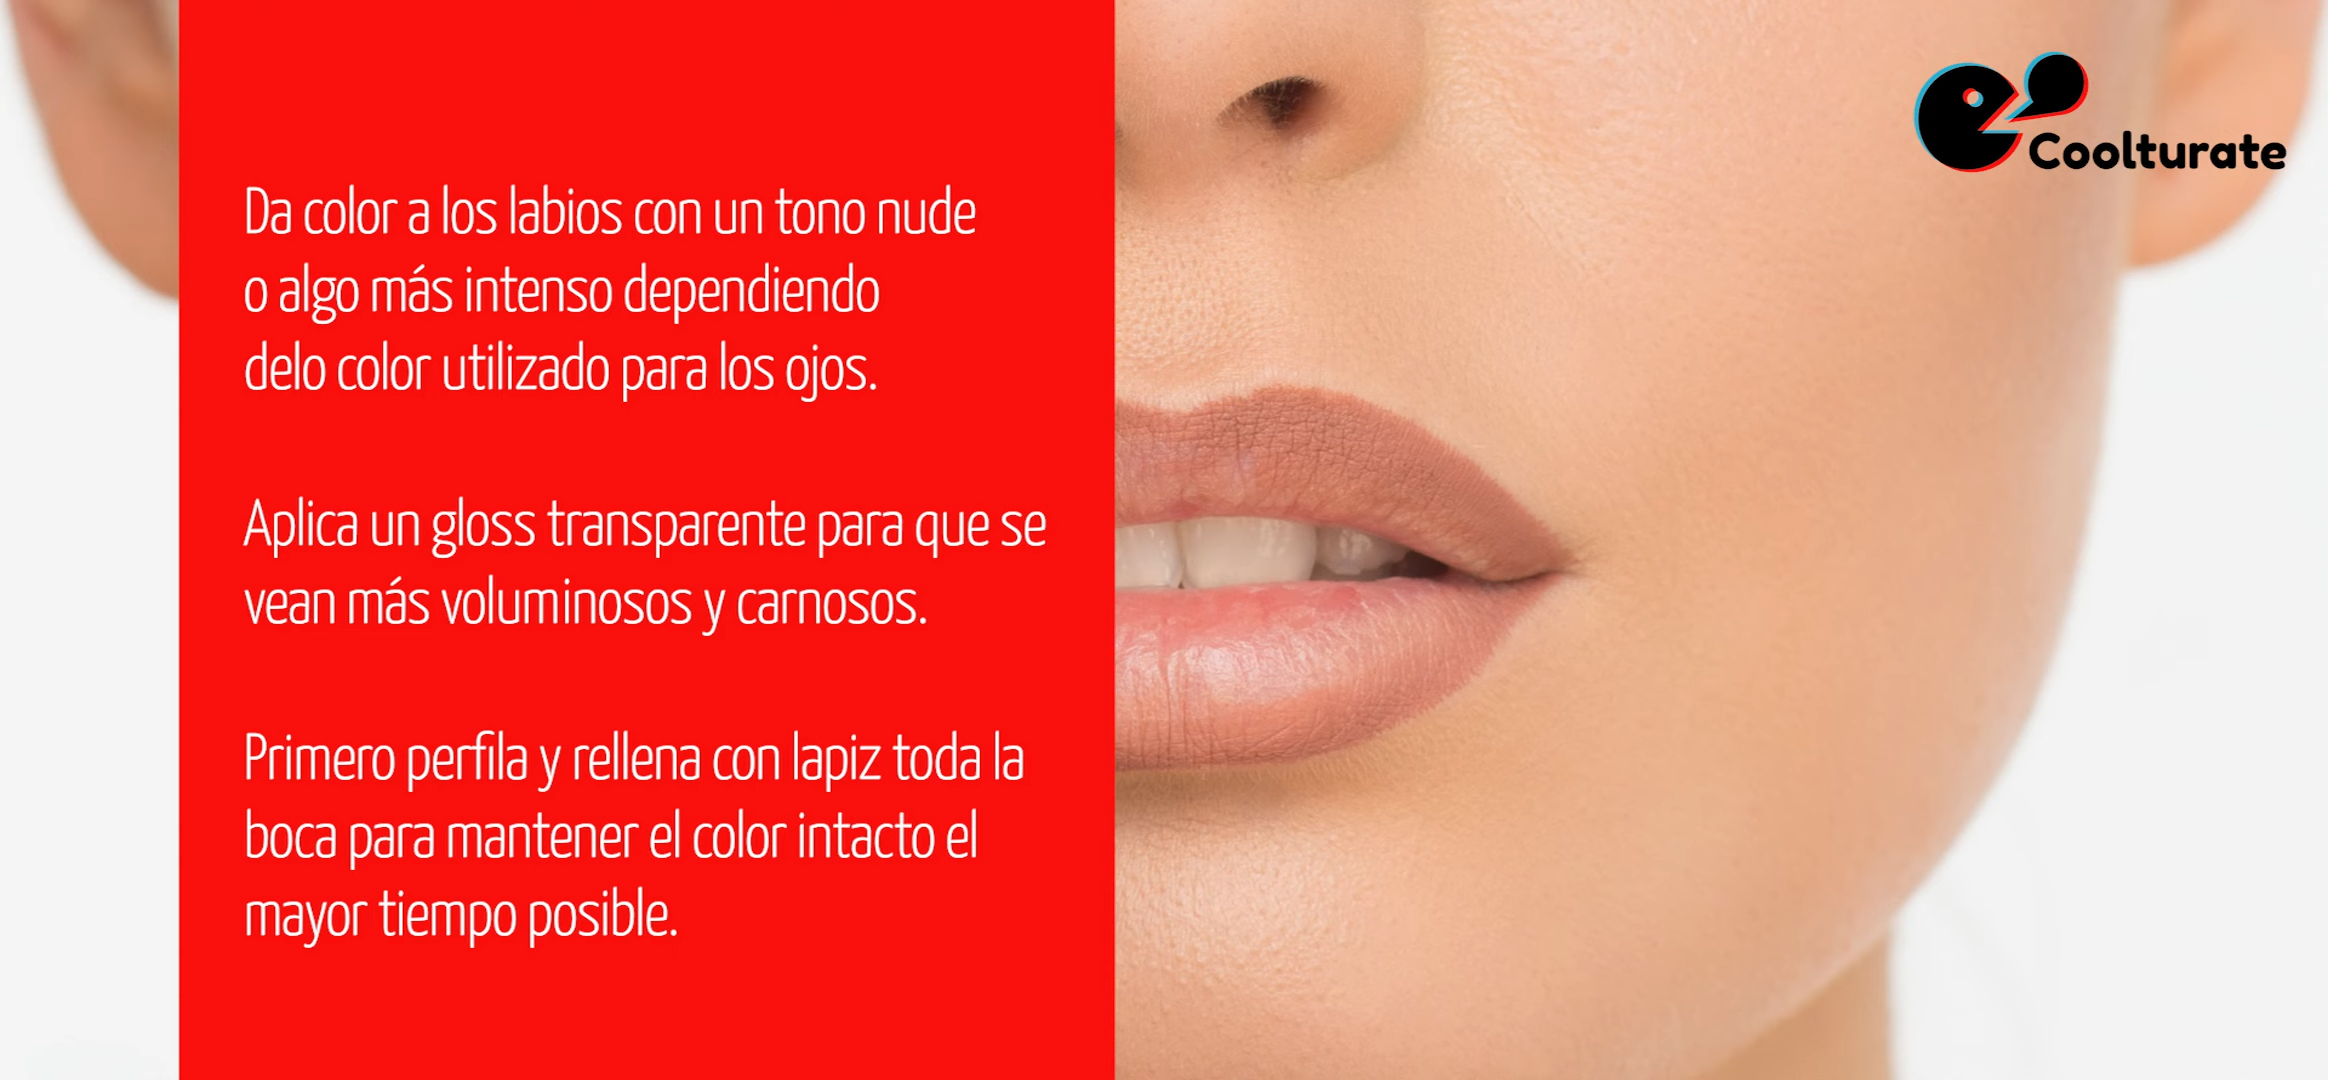 Coolturate
Da color a los labios con un tono nude
o algo más intenso dependiendo
delo color utilizado para los ojos.
Aplica un gloss transparente para que se
vean más voluminosos y carnosos.
Primero perfila y rellena con lapiz toda la
boca para mantener el color intacto el
mayor tiempo posible.